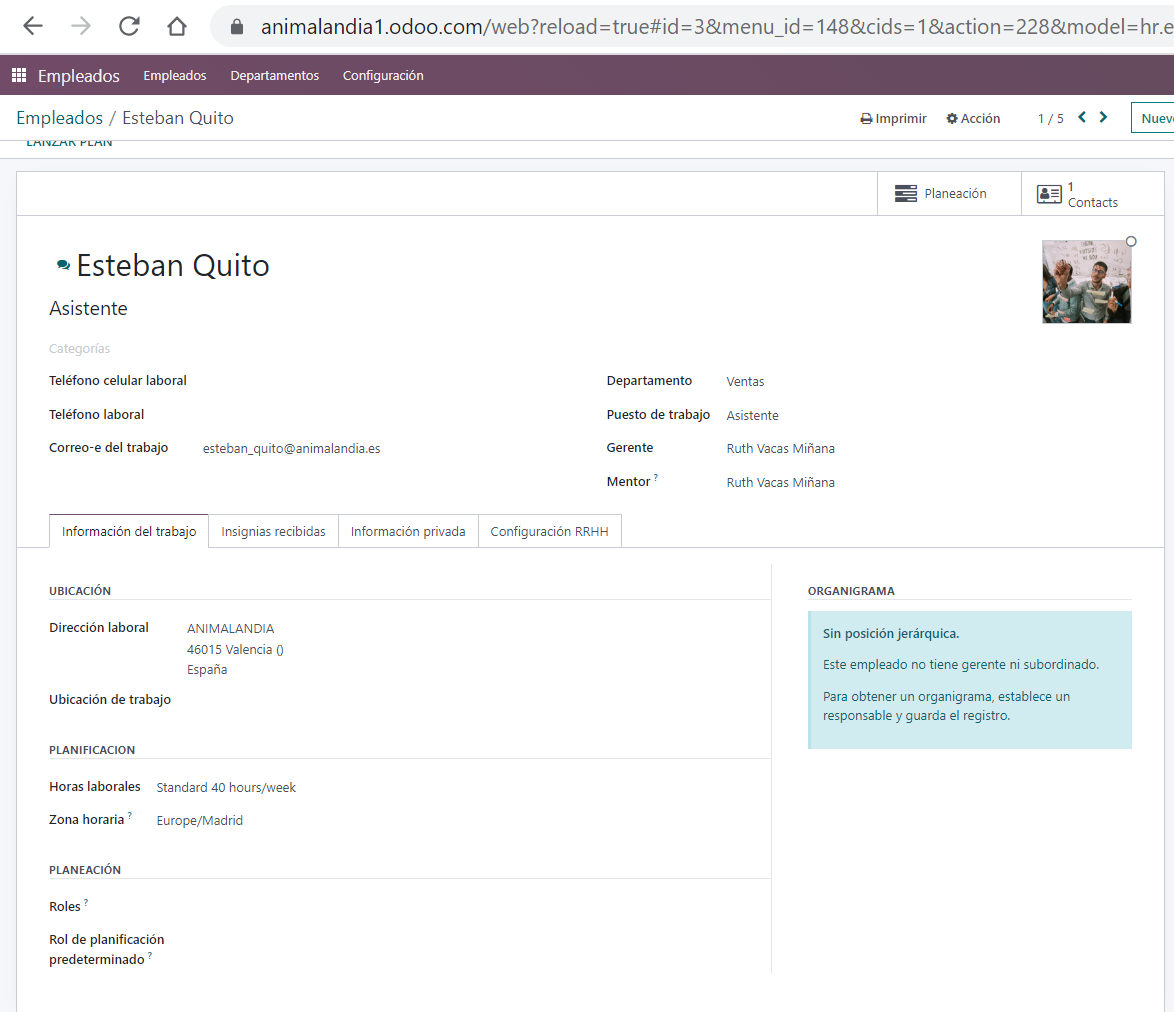 animalandia1.odoo.com/web?reload=true#id=3&menu_id=148&cids=1&action=228&model=hr.e
Empleados Empleados Departamentos Configuración
Empleados / Esteban Quito Imprimir Acción 1 / 5 Nuev
LANZAR PLAN
Planeación
1
Contacts
Esteban Quito
Asistente
Categorías
Teléfono celular laboral
Teléfono laboral
Correo-e del trabajo esteban_quito@animalandia.es
Departamento Ventas
Puesto de trabajo Asistente
Gerente Ruth Vacas Miñana
Mentor ? Ruth Vacas Miñana
Información del trabajo Insignias recibidas Información privada Configuración RRHH
UBICACIÓN
Dirección laboral ANIMALANDIA
46015 Valencia ()
España
Ubicación de trabajo
PLANIFICACION
Horas laborales Standard 40 hours/week
Zona horaria ? Europe/Madrid
PLANEACIÓN
Roles ?
Rol de planificación
predeterminado ?
ORGANIGRAMA
Sin posición jerárquica.
Este empleado no tiene gerente ni subordinado.
Para obtener un organigrama, establece un
responsable y guarda el registro.